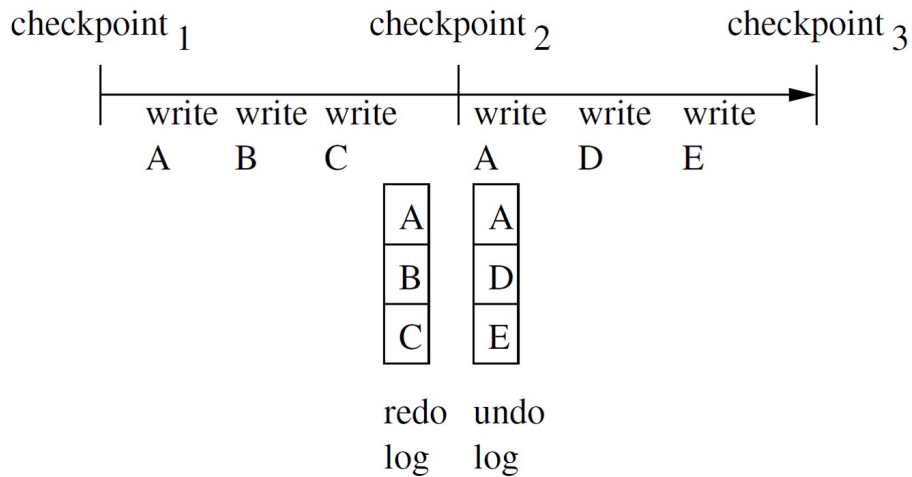 checkpoint 1 checkpoint 2 checkpoint 3
write write write write write write
A B C A D E
A A
B D
C E
redo undo
log log